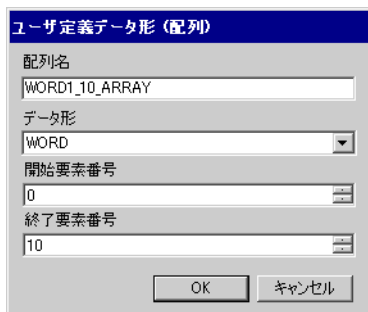 ユーザ定義データ形（配列）
配列名
WORD1_10_ARRAY
データ形
WORD
開始要素番号
0
終了要素番号
10
OK キャンセル